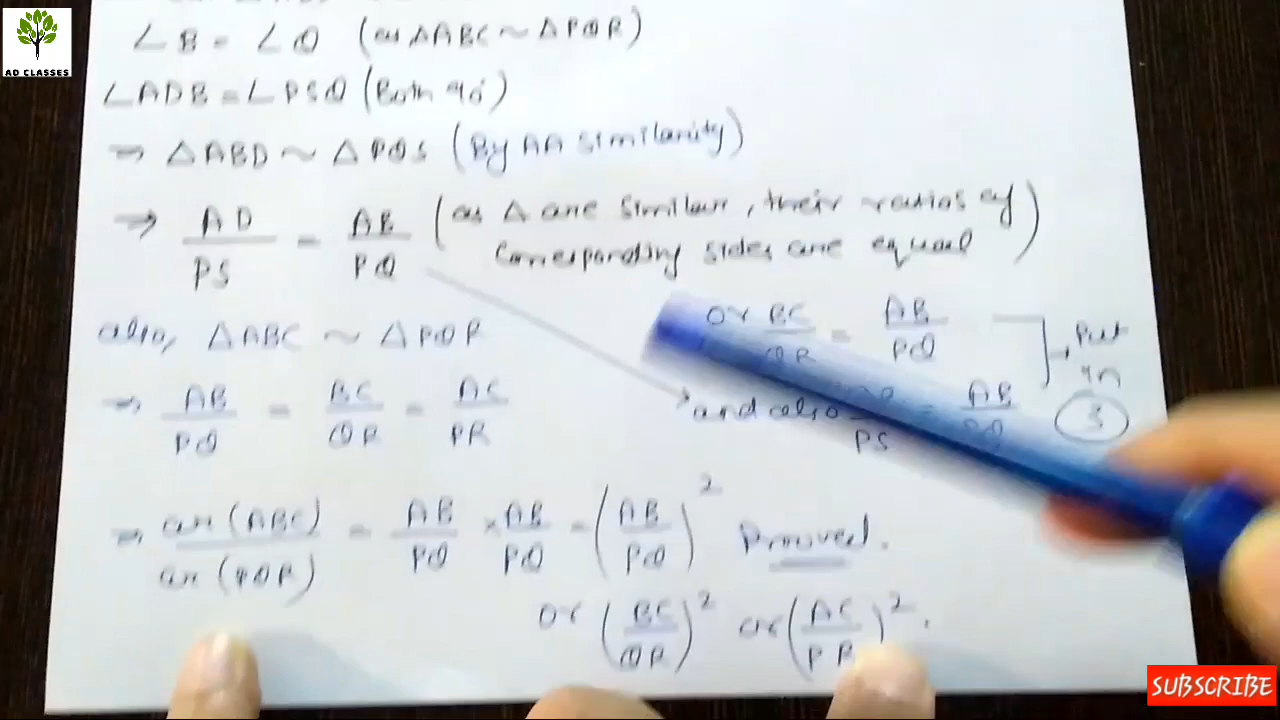 AD CLASSES
∠B = ∠Q (as △ABC ~ △PQR)
∠ADB = ∠PSQ (Both 90°)
⇒ △ABD ~ △PQS (By AA similarity)
⇒ AD/PS = AB/PQ (as △ are similar, their ratios of
corresponding sides are equal)
also, △ABC ~ △PQR
⇒ AB/PQ = BC/QR = AC/PR
or BC/QR = AB/PQ
and also /PS = AB/PQ
Put
in
3
⇒ ar (ABC)/ar (PQR) = AB/PQ × AB/PQ = (AB/PQ)² Prouved.
or (BC/QR)² or (AC/PR)².
SUBSCRIBE